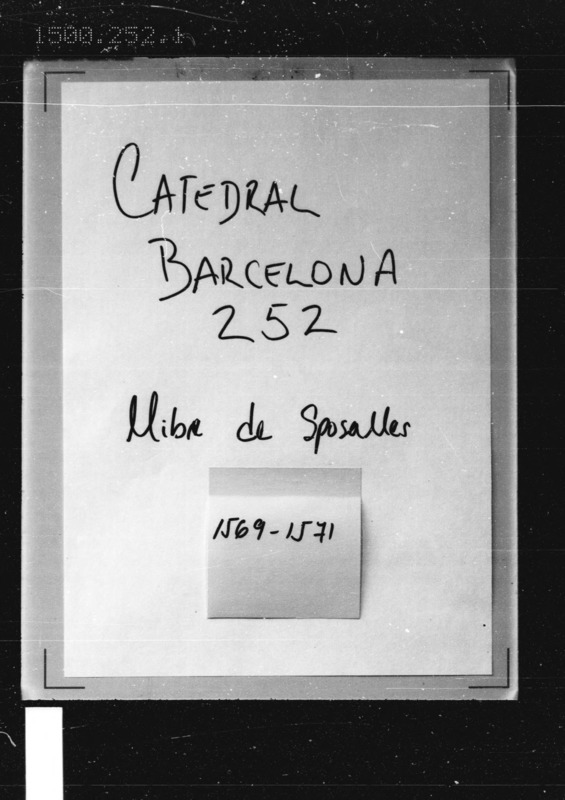 1500.252.1
CATEDRAL
BARCELONA
252
Llibre de Sposalles
1569-1571